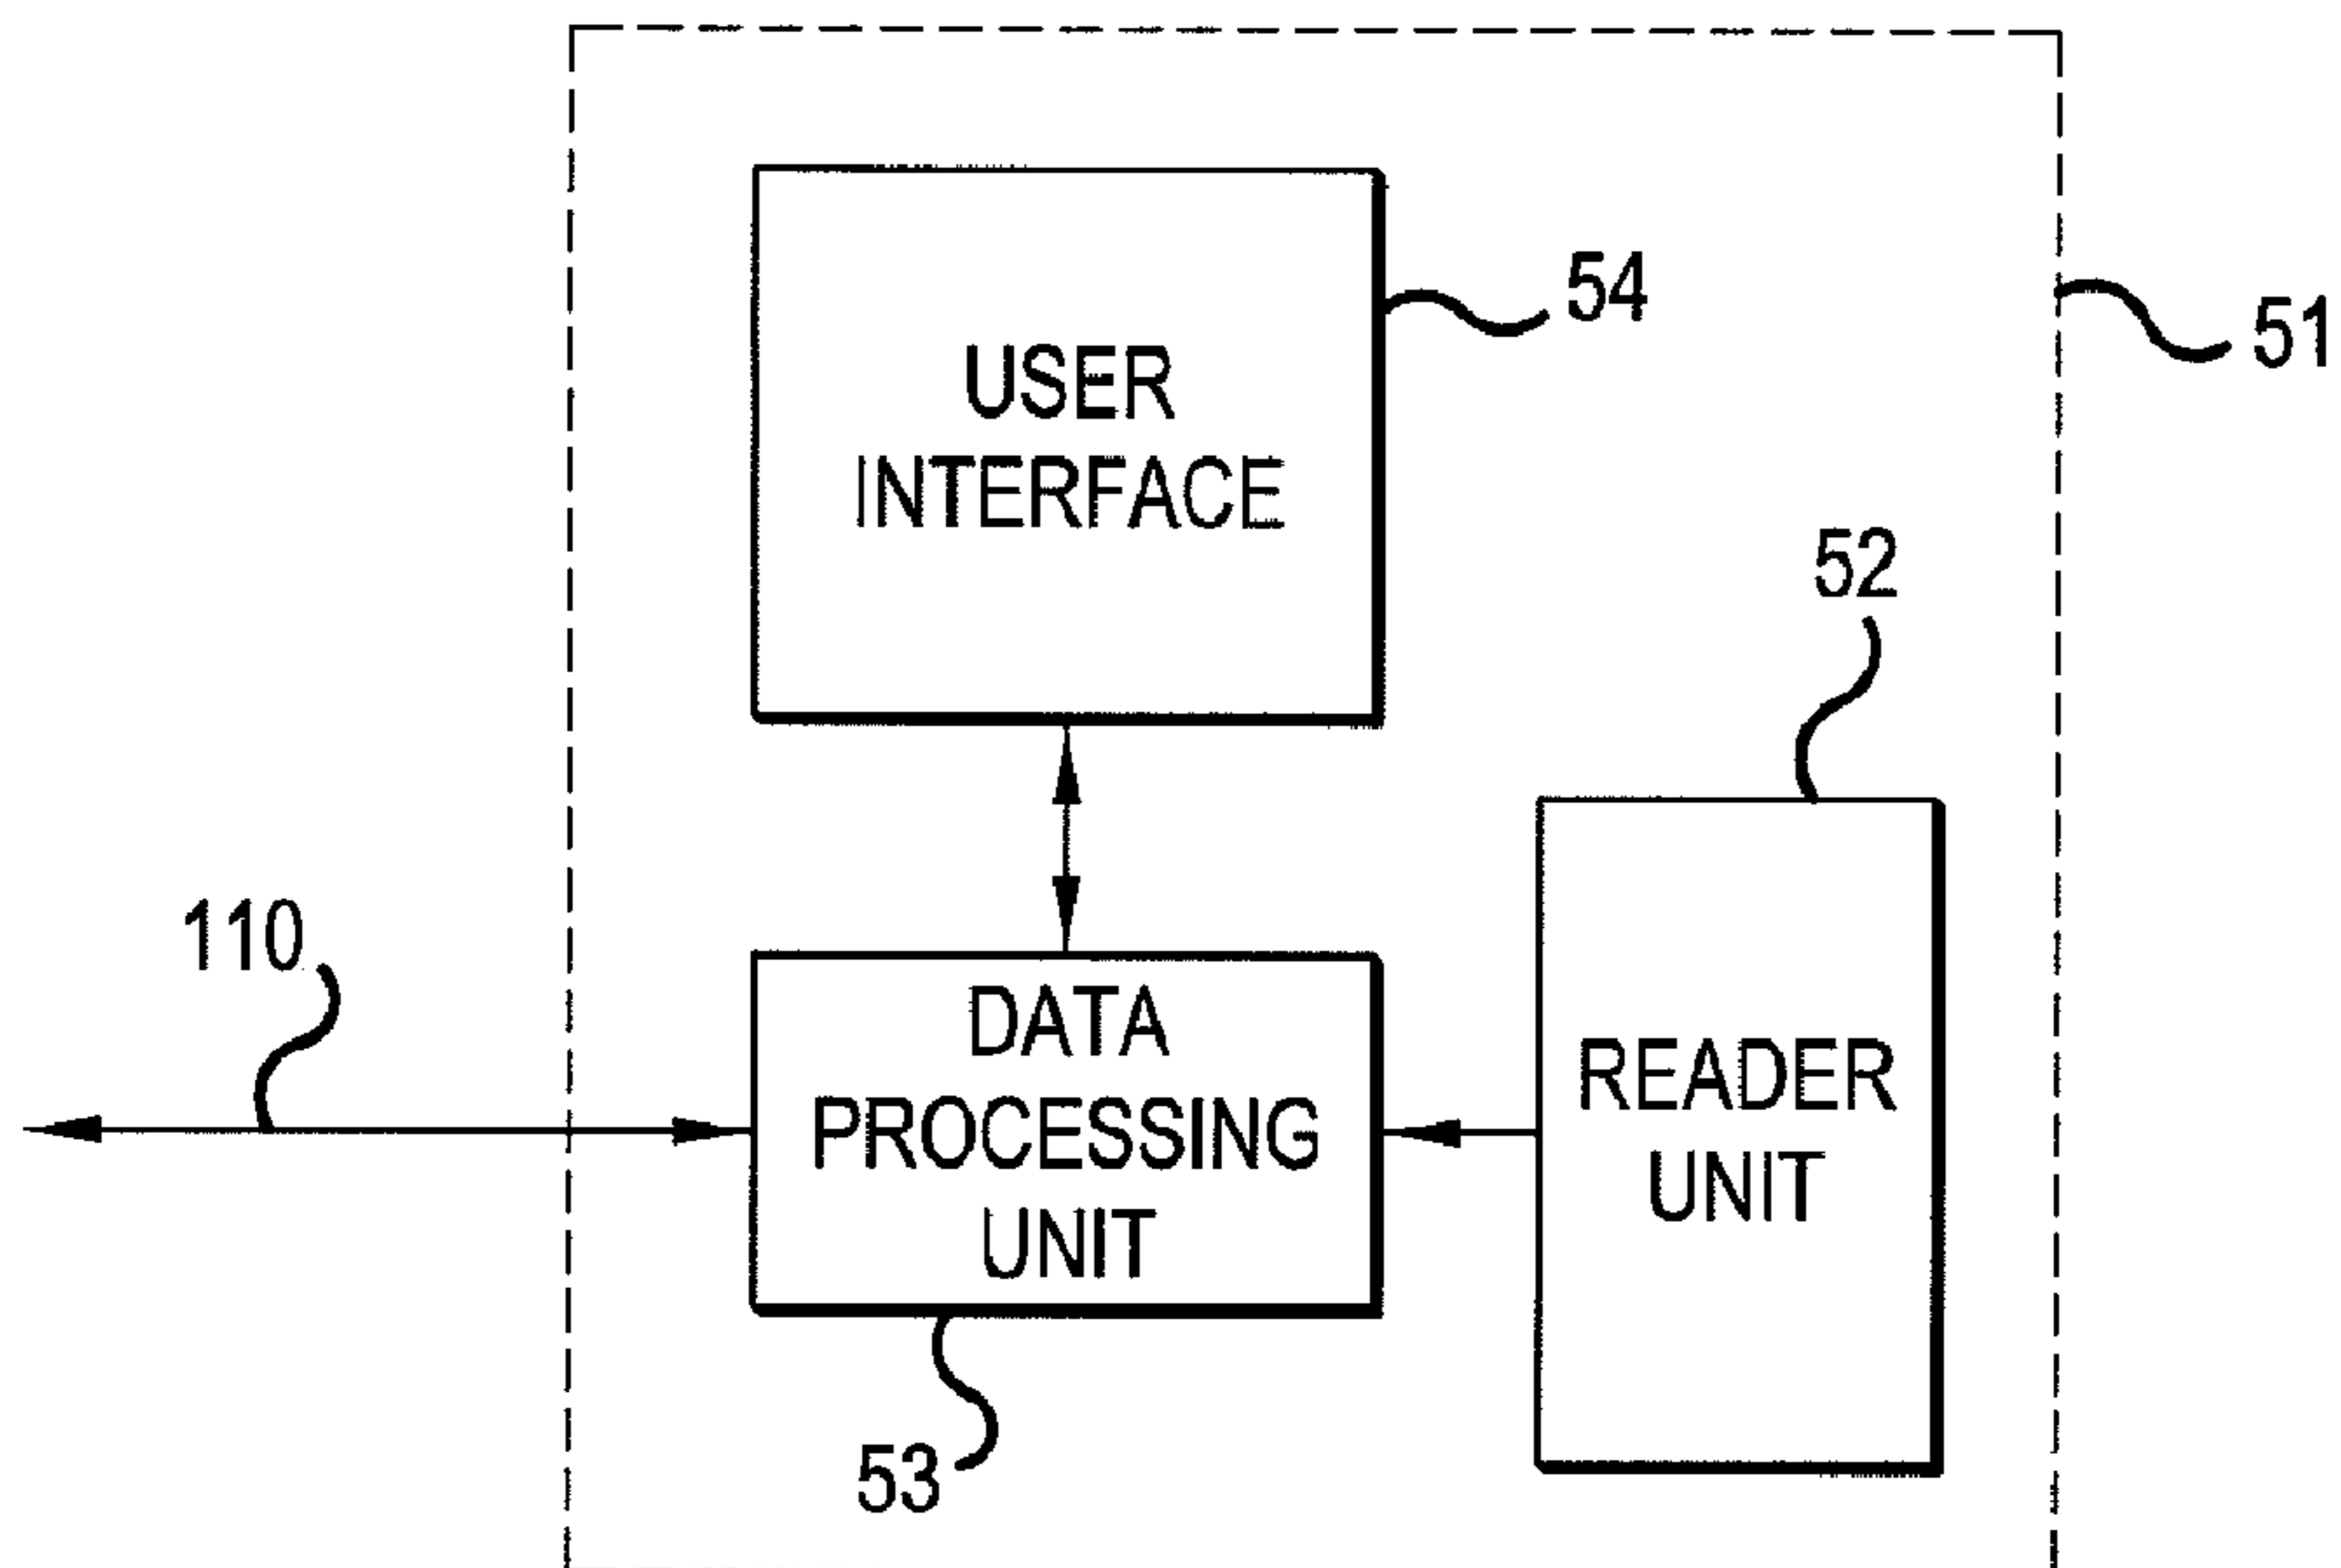 54
51
USER
INTERFACE
52
110
DATA
PROCESSING
UNIT
READER
UNIT
53